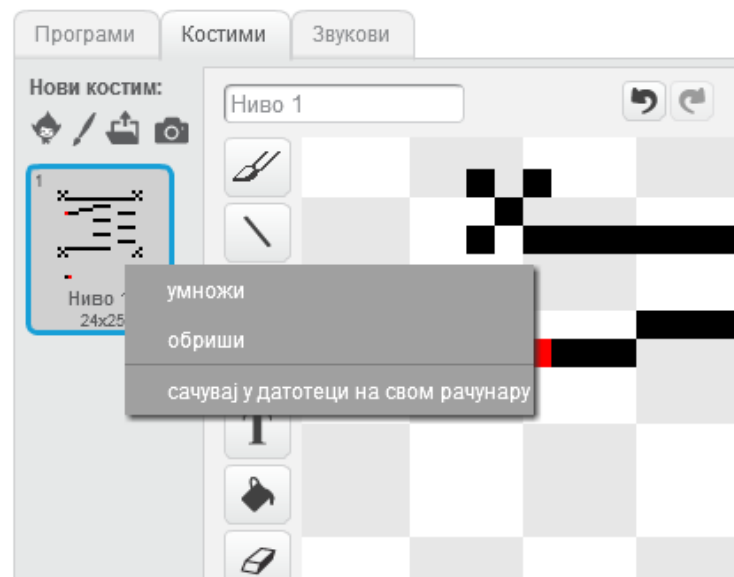 Програми Костими Звукови
Нови костим:
Ниво 1
1
Ниво 1
24x25
умножи
обриши
сачувај у датотеци на свом рачунару
T